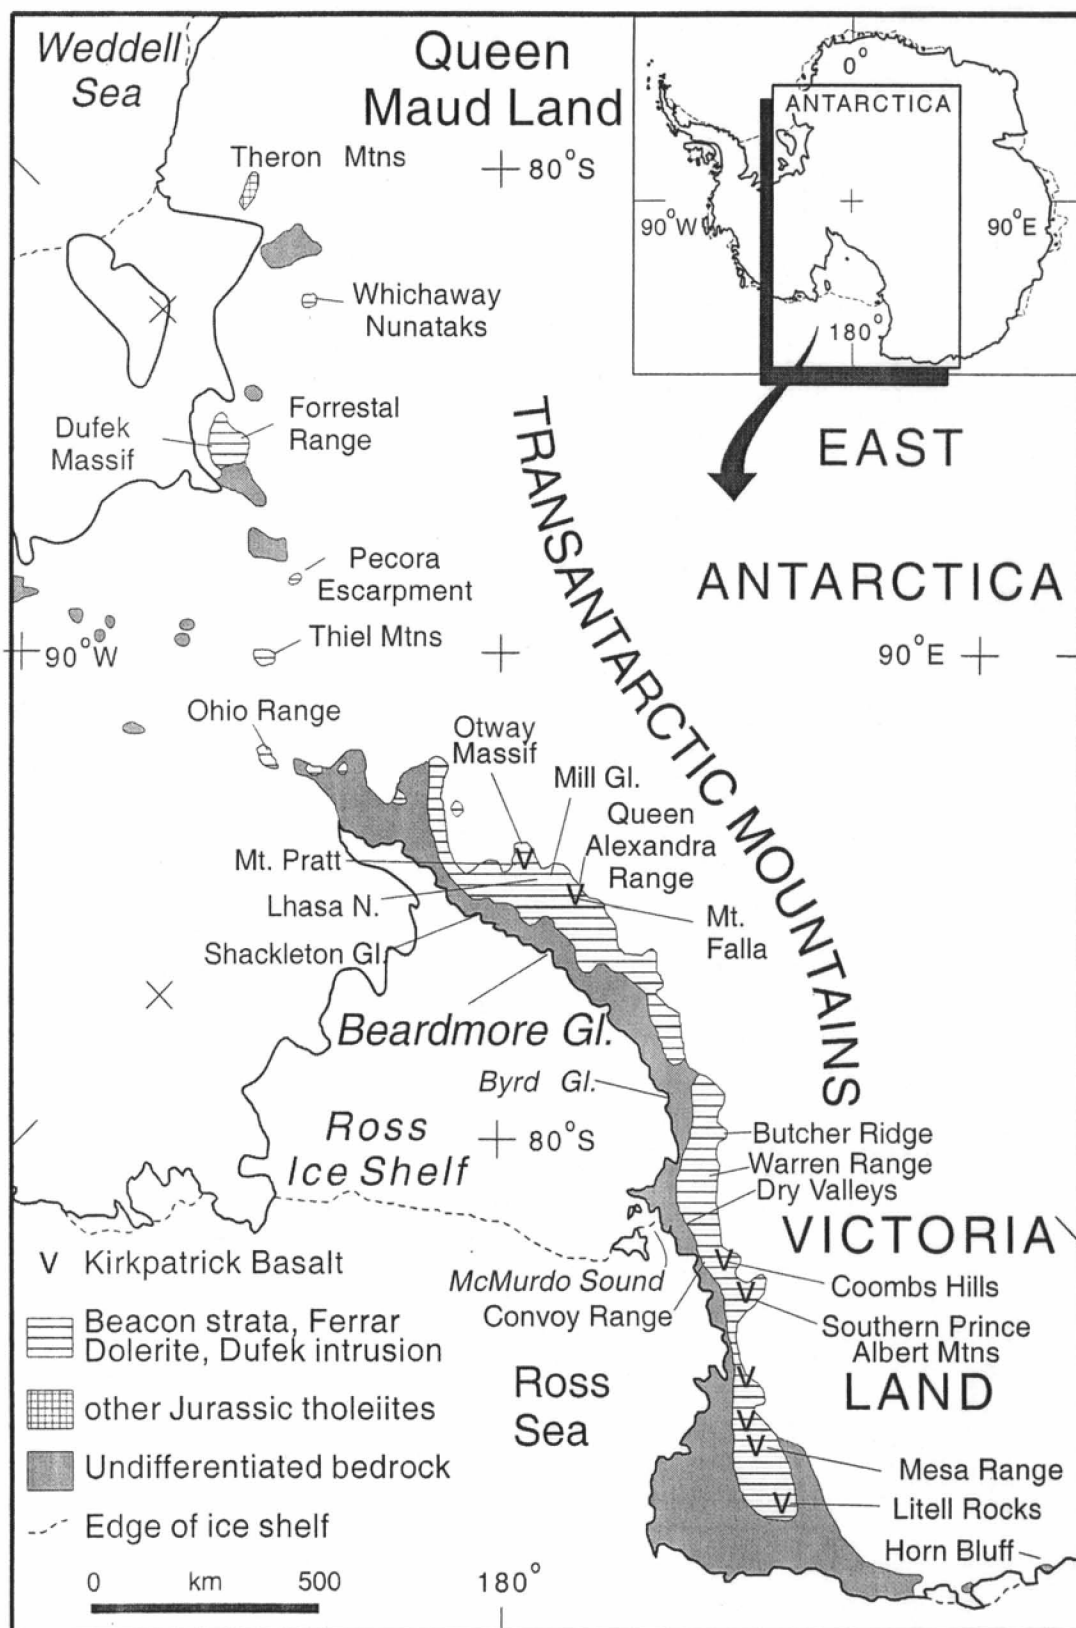 Weddell
Sea
Queen
Maud Land
Theron Mtns
80°S
0°
ANTARCTICA
90°W
90°E
180°
Whichaway
Nunataks
Forrestal
Range
Dufek
Massif
EAST
ANTARCTICA
TRANSANTARCTIC MOUNTAINS
Pecora
Escarpment
Thiel Mtns
90°W
90°E
Ohio Range
Otway
Massif
Mill Gl.
Queen
Alexandra
Range
Mt. Pratt
Lhasa N.
Mt.
Falla
Shackleton Gl.
Beardmore Gl.
Byrd Gl.
Ross
Ice Shelf
80°S
Butcher Ridge
Warren Range
Dry Valleys
VICTORIA
LAND
McMurdo Sound
Convoy Range
Coombs Hills
Southern Prince
Albert Mtns
Ross
Sea
Mesa Range
Litell Rocks
Horn Bluff
V V V V V V V V
V Kirkpatrick Basalt
Beacon strata, Ferrar
Dolerite, Dufek intrusion
other Jurassic tholeiites
Undifferentiated bedrock
Edge of ice shelf
0 km 500
180°